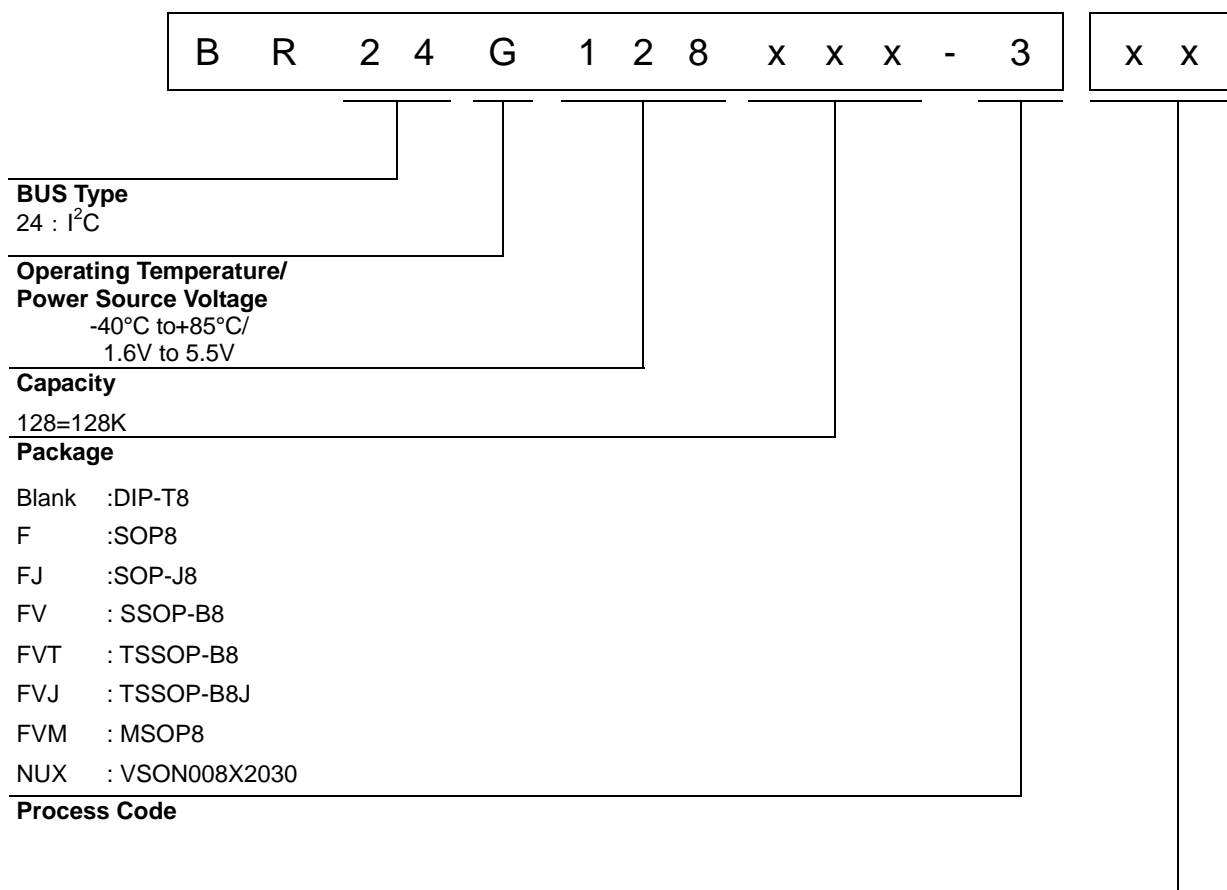 B R 2 4 G 1 2 8 x x x - 3 x x
BUS Type
24 : I²C
Operating Temperature/
Power Source Voltage
-40°C to+85°C/
1.6V to 5.5V
Capacity
128=128K
Package
Blank :DIP-T8
F :SOP8
FJ :SOP-J8
FV : SSOP-B8
FVT : TSSOP-B8
FVJ : TSSOP-B8J
FVM : MSOP8
NUX : VSON008X2030
Process Code